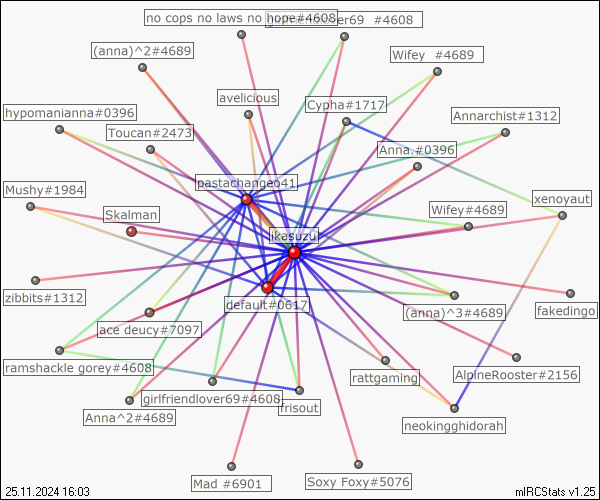 no cops no laws no hope#4608
#4608
(anna)^2#4689
Wifey #4689
avelicious
hypomanianna#0396
Cypha#1717
Annarchist#1312
Toucan#2473
Anna.#0396
pastachangeo41
Mushy#1984
xenoyaut
Skalman
Wifey#4689
ikasuzu
zibbits#1312
default#0617
fakedingo
(anna)^3#4689
ace deucy#7097
ramshackle gorey#4608
rattgaming
AlpineRooster#2156
girlfriendlover69#4608
frisout
Anna^2#4689
neokingghidorah
Mad #6901
Soxy Foxy#5076
25.11.2024 16:03
mIRCStats v1.25